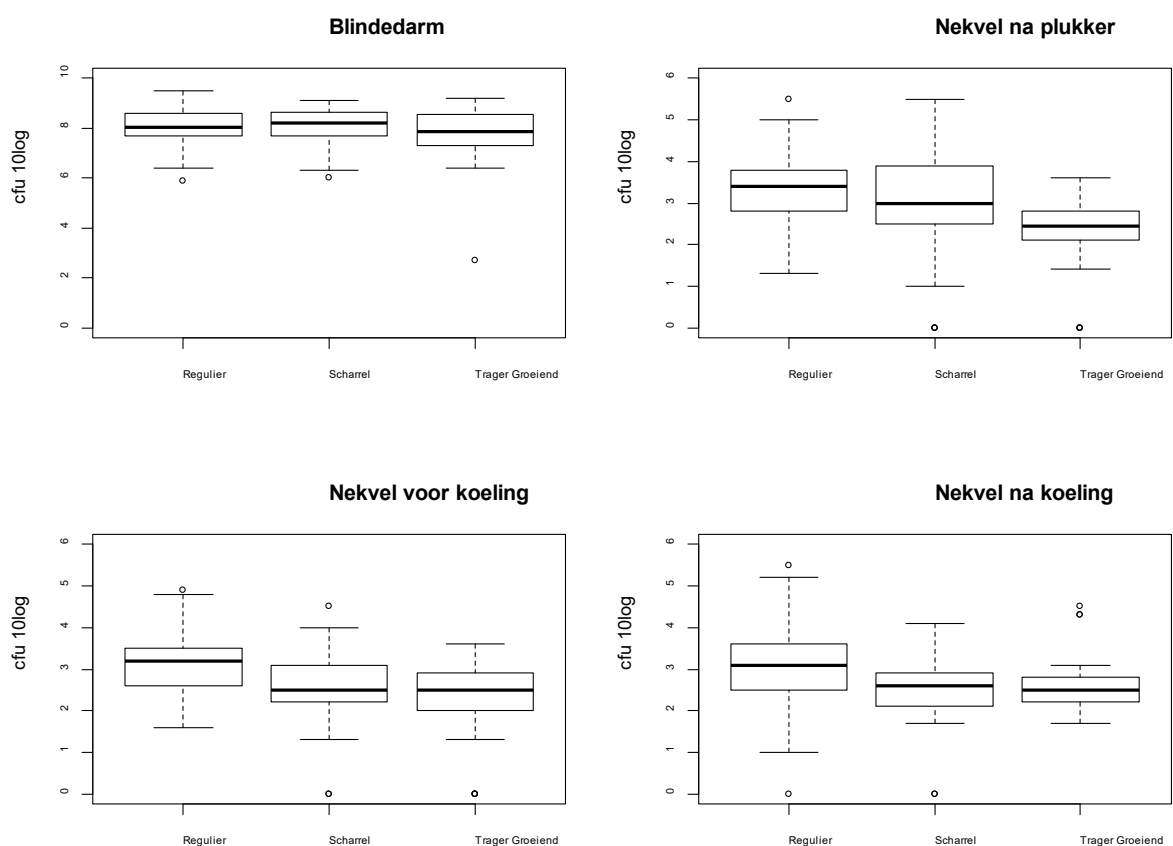 Blindedarm
cfu 10log
0 2 4 6 8 10
Regulier Scharrel Trager Groeiend
Nekvel na plukker
cfu 10log
0 1 2 3 4 5 6
Regulier Scharrel Trager Groeiend
Nekvel voor koeling
cfu 10log
0 1 2 3 4 5 6
Regulier Scharrel Trager Groeiend
Nekvel na koeling
cfu 10log
0 1 2 3 4 5 6
Regulier Scharrel Trager Groeiend